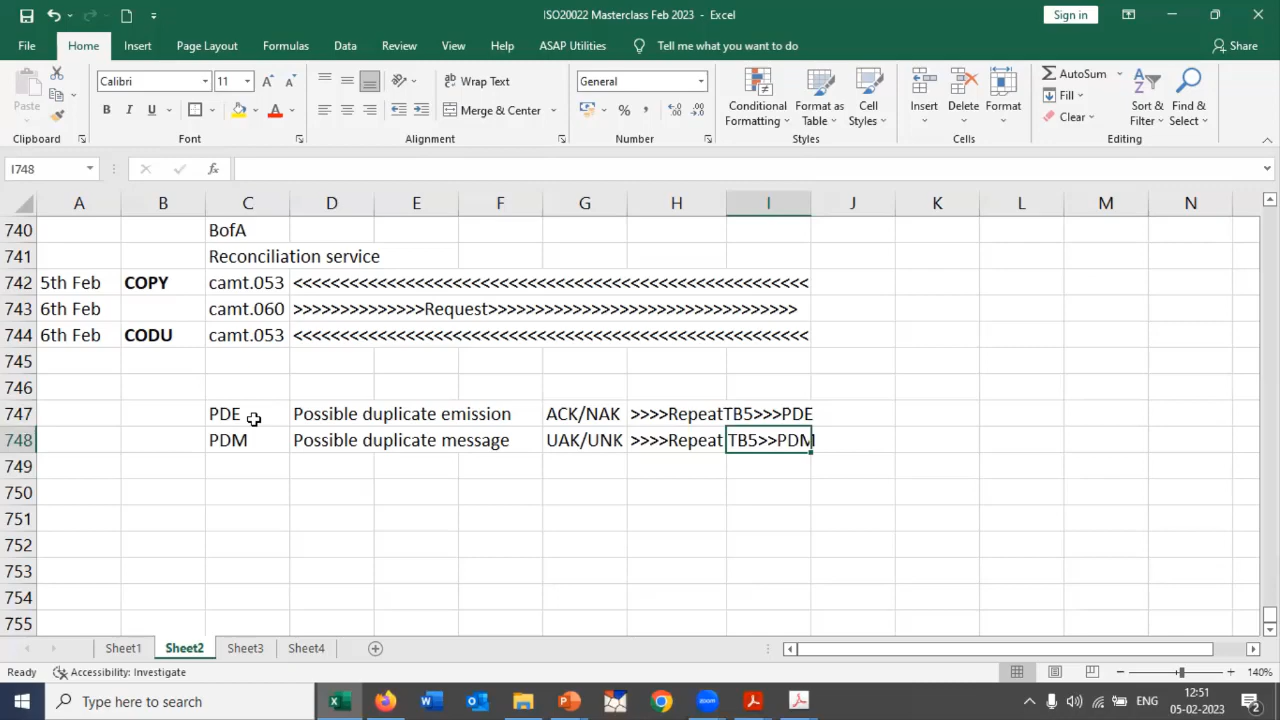 ISO20022 Masterclass Feb 2023 - Excel
Sign in
File Home Insert Page Layout Formulas Data Review View Help ASAP Utilities Tell me what you want to do Share
Paste
Calibri 11
B I U A
Wrap Text
Merge & Center
General
% ,
Conditional Formatting
Format as Table
Cell Styles
Insert Delete Format
AutoSum
Fill
Clear
Sort & Filter
Find & Select
Clipboard Font Alignment Number Styles Cells Editing
I748 fx
A B C D E F G H I J K L M N
740 BofA
741 Reconciliation service
742 5th Feb COPY camt.053 <<<<<<<<<<<<<<<<<<<<<<<<<<<<<<<<<<<<<<<<<<<<<<<<<<<<<<<
743 6th Feb camt.060 >>>>>>>>>>>>>>Request>>>>>>>>>>>>>>>>>>>>>>>>>>>>>>>>>
744 6th Feb CODU camt.053 <<<<<<<<<<<<<<<<<<<<<<<<<<<<<<<<<<<<<<<<<<<<<<<<<<<<<<<
745
746
747 PDE Possible duplicate emission ACK/NAK >>>>RepeatTB5>>>PDE
748 PDM Possible duplicate message UAK/UNK >>>>Repeat TB5>>PDM
749
750
751
752
753
754
755
Sheet1 Sheet2 Sheet3 Sheet4
Ready Accessibility: Investigate 140%
Type here to search
ENG
12:51
05-02-2023
2